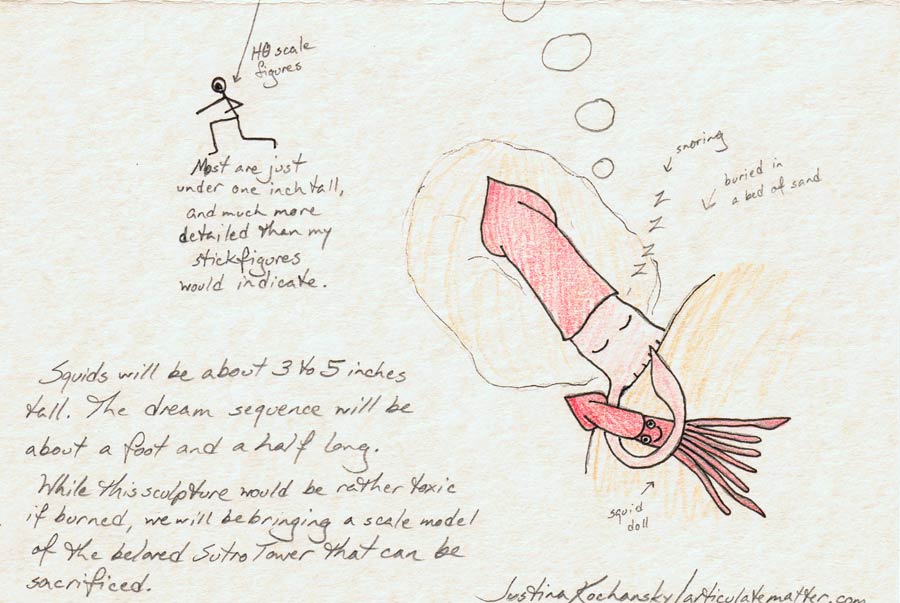 HO scale
figures
Most are just
under one inch tall,
and much more
detailed than my
stickfigures
would indicate.
snoring
buried in
a bed of sand
Z
Z
Z
Z
Z
Z
Squids will be about 3 to 5 inches
tall. The dream sequence will be
about a foot and a half long.
While this sculpture would be rather toxic
if burned, we will be bringing a scale model
of the beloved Sutro Tower that can be
sacrificed.
squid
doll
Justina Kochansky/articulatematter.com